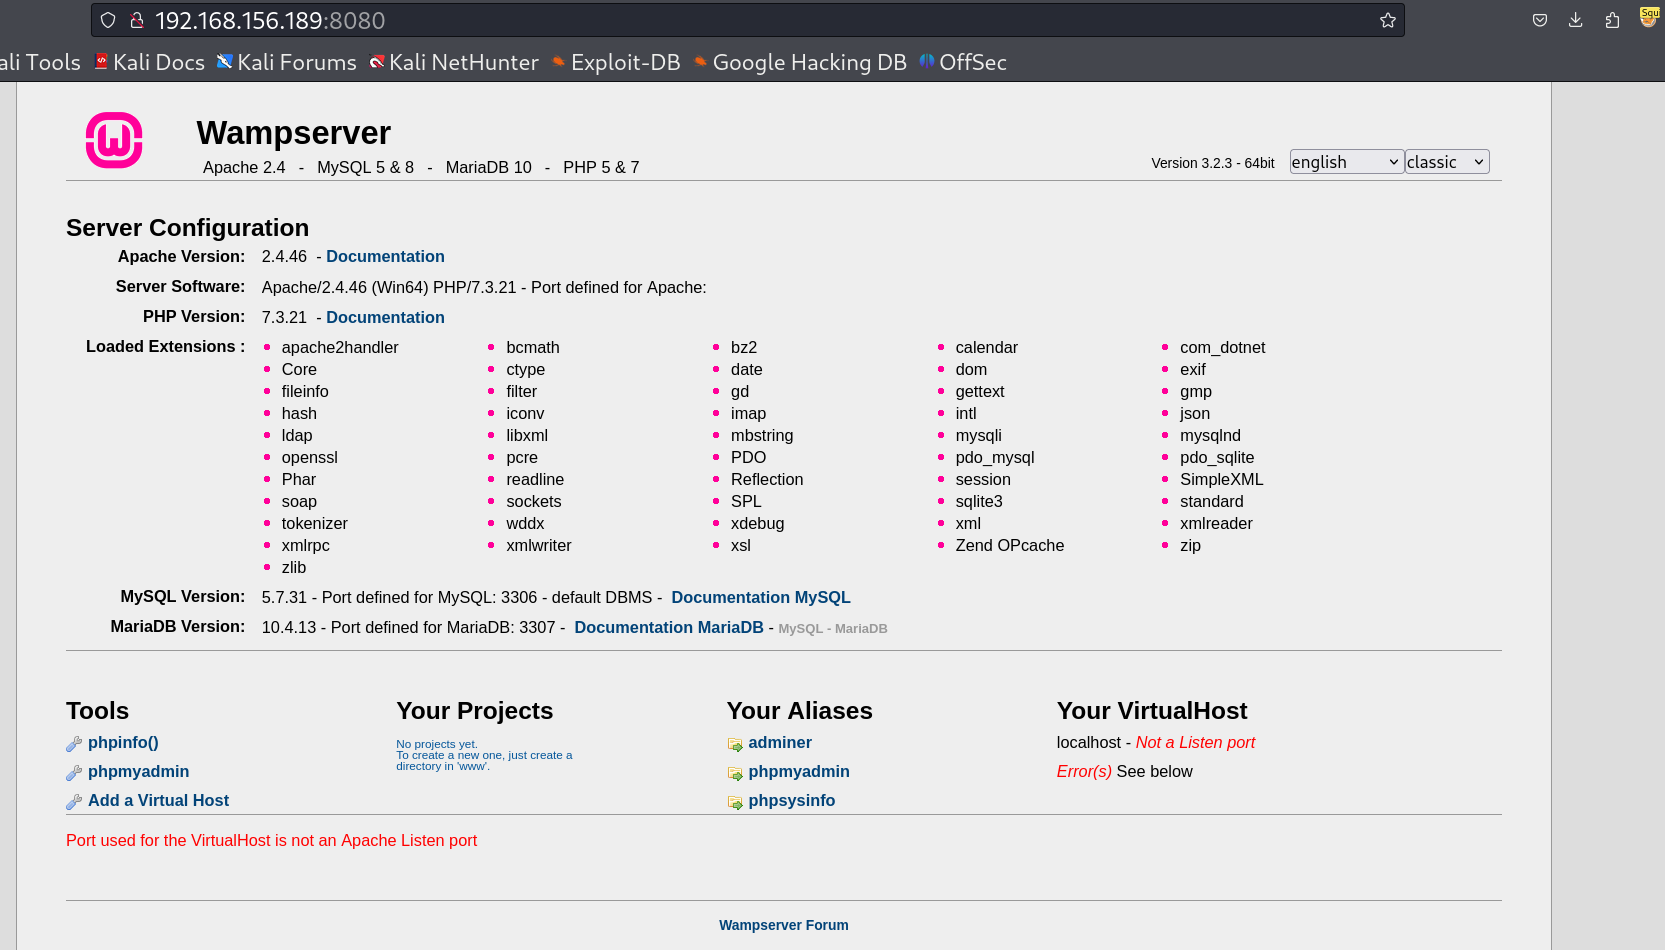 192.168.156.189:8080
Squi
ali Tools Kali Docs Kali Forums Kali NetHunter Exploit-DB Google Hacking DB OffSec
Wampserver
Apache 2.4 - MySQL 5 & 8 - MariaDB 10 - PHP 5 & 7
Version 3.2.3 - 64bit english classic
Server Configuration
Apache Version: 2.4.46 - Documentation
Server Software: Apache/2.4.46 (Win64) PHP/7.3.21 - Port defined for Apache:
PHP Version: 7.3.21 - Documentation
Loaded Extensions : apache2handler bcmath bz2 calendar com_dotnet
Core ctype date dom exif
fileinfo filter gd gettext gmp
hash iconv imap intl json
ldap libxml mbstring mysqli mysqlnd
openssl pcre PDO pdo_mysql pdo_sqlite
Phar readline Reflection session SimpleXML
soap sockets SPL sqlite3 standard
tokenizer wddx xdebug xml xmlreader
xmlrpc xmlwriter xsl Zend OPcache zip
zlib
MySQL Version: 5.7.31 - Port defined for MySQL: 3306 - default DBMS - Documentation MySQL
MariaDB Version: 10.4.13 - Port defined for MariaDB: 3307 - Documentation MariaDB - MySQL - MariaDB
Tools
phpinfo()
phpmyadmin
Add a Virtual Host
Your Projects
No projects yet.
To create a new one, just create a
directory in 'www'.
Your Aliases
adminer
phpmyadmin
phpsysinfo
Your VirtualHost
localhost - Not a Listen port
Error(s) See below
Port used for the VirtualHost is not an Apache Listen port
Wampserver Forum